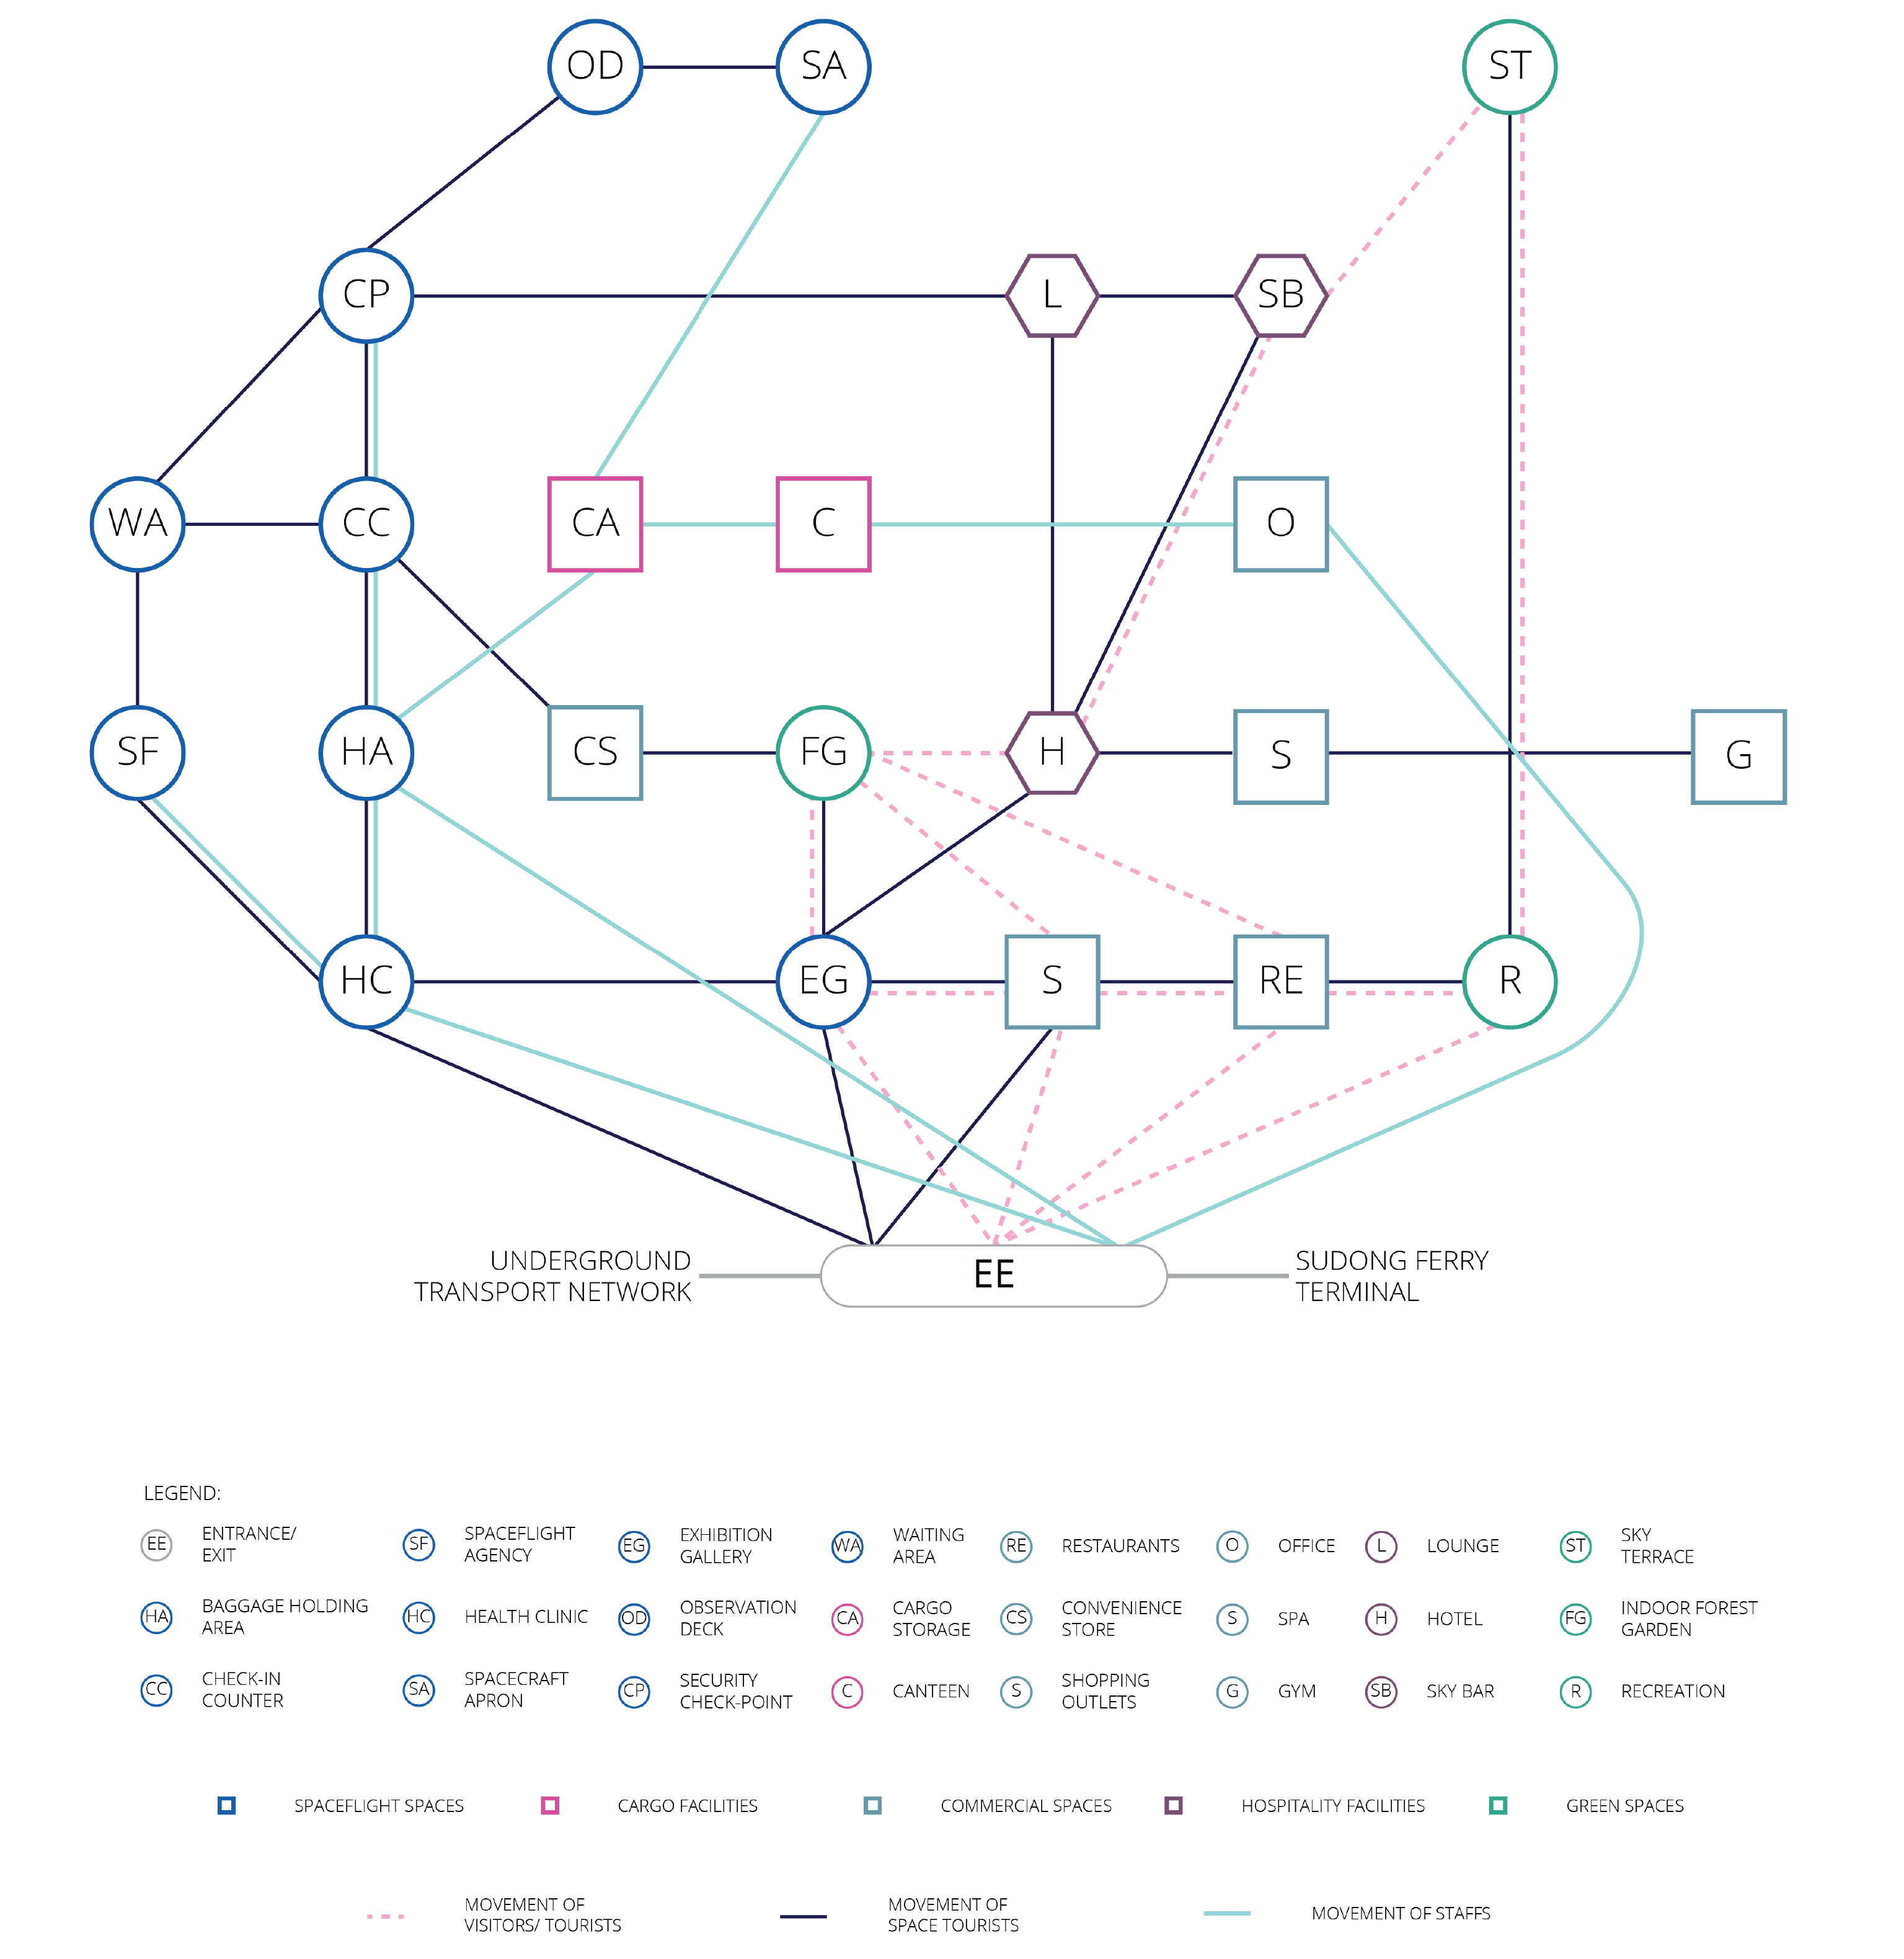 OD
SA
ST
CP
L
SB
WA
CC
CA
C
O
SF
HA
CS
FG
H
S
G
HC
EG
S
RE
R
UNDERGROUND
TRANSPORT NETWORK
EE
SUDONG FERRY
TERMINAL
LEGEND:
EE
ENTRANCE/
EXIT
SF
SPACEFLIGHT
AGENCY
EG
EXHIBITION
GALLERY
WA
WAITING
AREA
RE
RESTAURANTS
O
OFFICE
L
LOUNGE
ST
SKY
TERRACE
HA
BAGGAGE HOLDING
AREA
HC
HEALTH CLINIC
OD
OBSERVATION
DECK
CA
CARGO
STORAGE
CS
CONVENIENCE
STORE
S
SPA
H
HOTEL
FG
INDOOR FOREST
GARDEN
CC
CHECK-IN
COUNTER
SA
SPACECRAFT
APRON
CP
SECURITY
CHECK-POINT
C
CANTEEN
S
SHOPPING
OUTLETS
G
GYM
SB
SKY BAR
R
RECREATION
SPACEFLIGHT SPACES
CARGO FACILITIES
COMMERCIAL SPACES
HOSPITALITY FACILITIES
GREEN SPACES
MOVEMENT OF
VISITORS/ TOURISTS
MOVEMENT OF
SPACE TOURISTS
MOVEMENT OF STAFFS